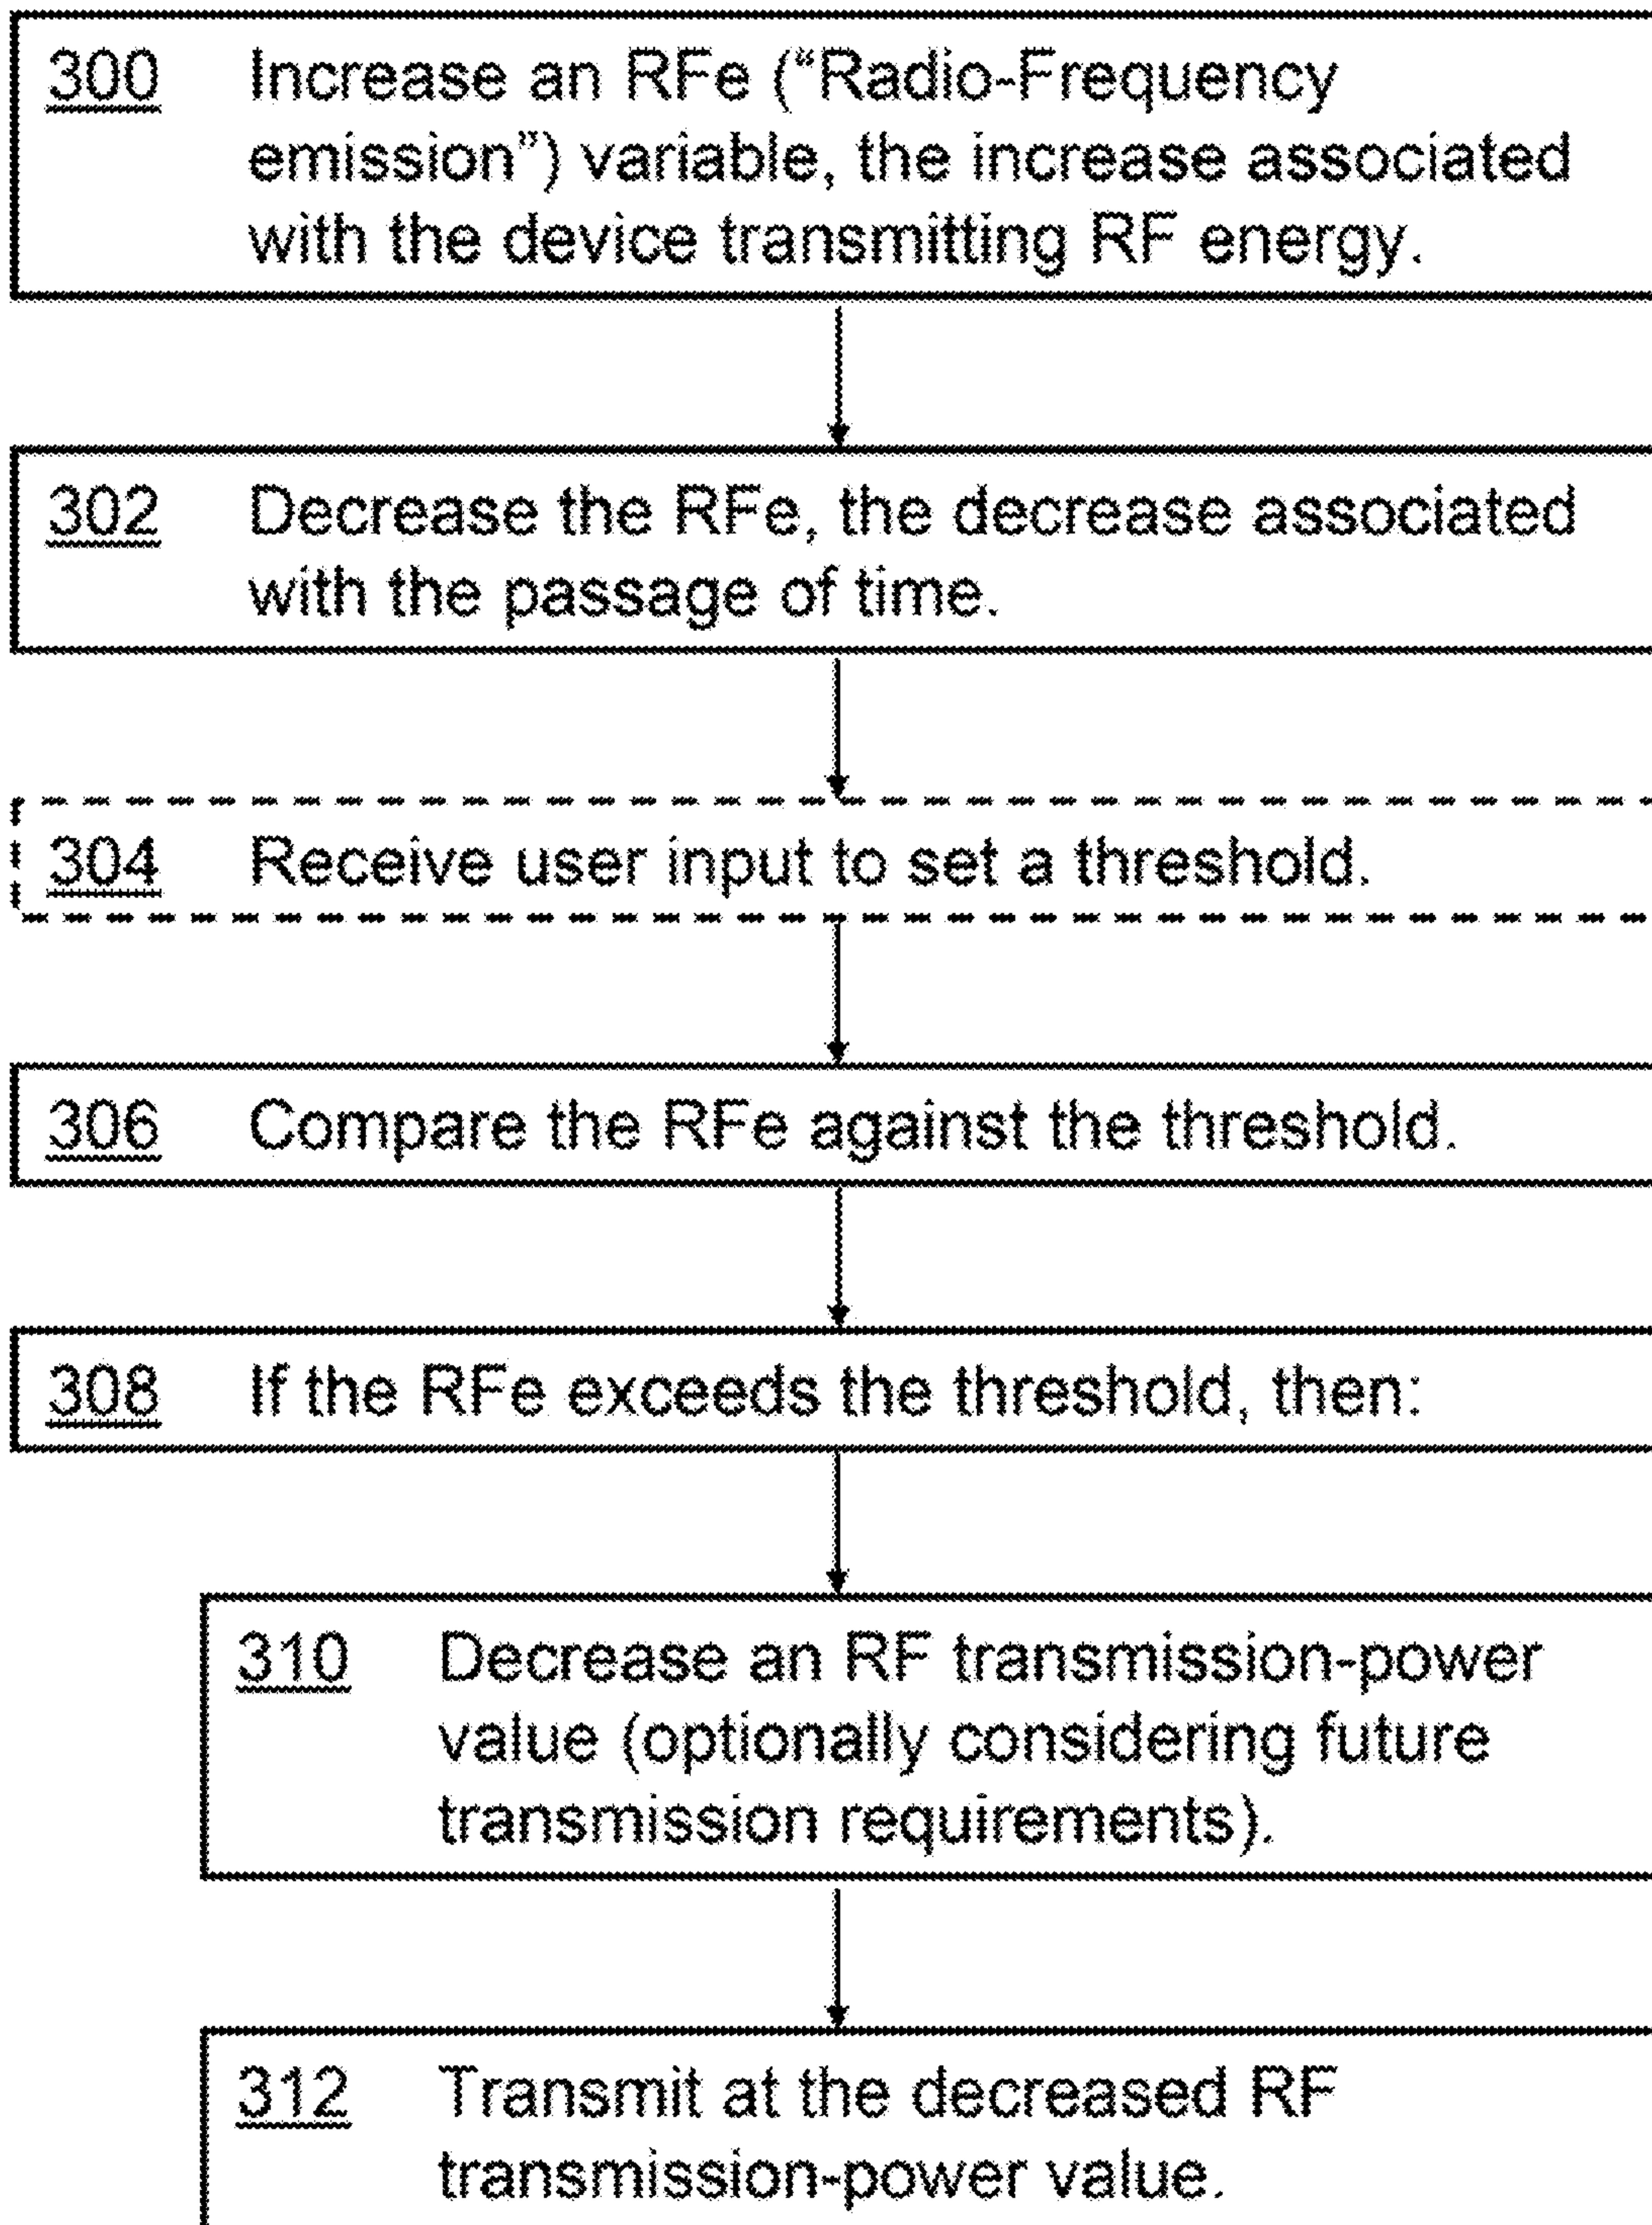 300 Increase an RFe (“Radio-Frequency
emission”) variable, the increase associated
with the device transmitting RF energy.
302 Decrease the RFe, the decrease associated
with the passage of time.
304 Receive user input to set a threshold.
306 Compare the RFe against the threshold.
308 If the RFe exceeds the threshold, then:
310 Decrease an RF transmission-power
value (optionally considering future
transmission requirements).
312 Transmit at the decreased RF
transmission-power value.